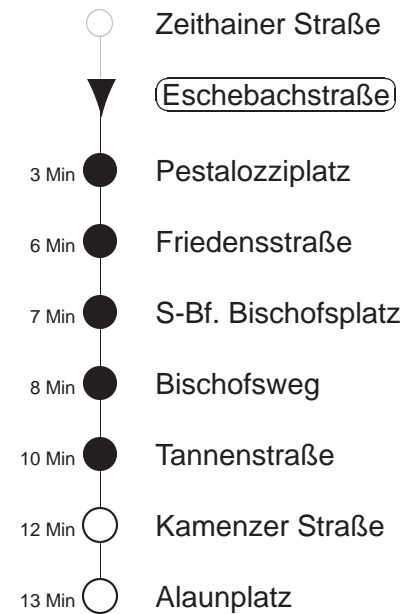 Zeithainer Straße
Eschebachstraße
3 Min Pestalozziplatz
6 Min Friedensstraße
7 Min S-Bf. Bischofsplatz
8 Min Bischofsweg
10 Min Tannenstraße
12 Min Kamenzer Straße
13 Min Alaunplatz